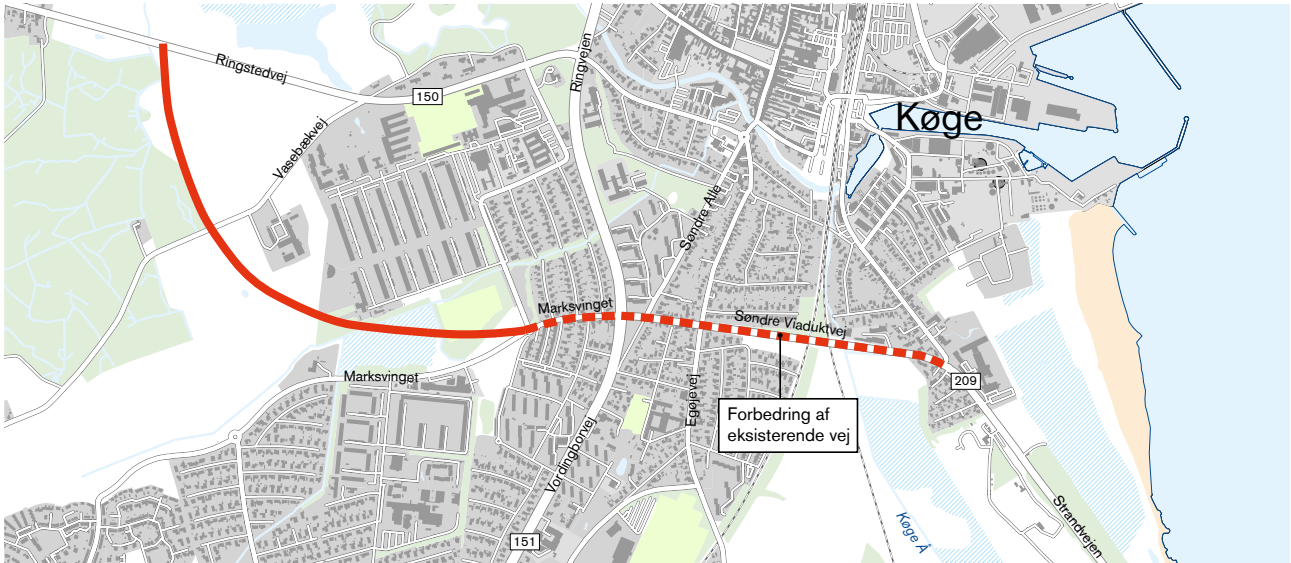 Ringstedvej
150
Ringvejen
Køge
Vasebækvej
Søndre Alle
Marksvinget
Søndre Viaduktvej
Marksvinget
209
Egøjevej
Forbedring af
eksisterende vej
Vordingborvej
151
Køge Å
Strandvejen